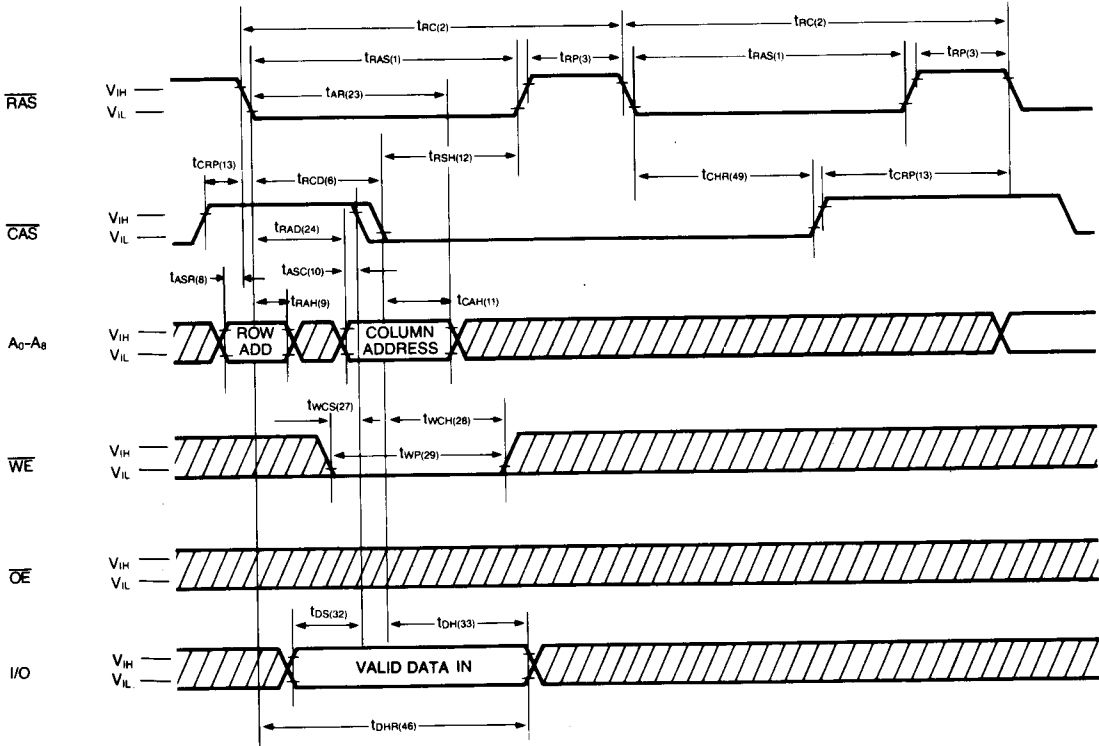 tRC(2) tRC(2)
tRAS(1) tRP(3) tRAS(1) tRP(3)
RAS VIH VIL tAR(23)
tCRP(13) tRCD(6) tRSH(12) tCHR(49) tCRP(13)
CAS VIH VIL tRAD(24)
tASR(8) tASC(10)
tRAH(9) tCAH(11)
A0-A8 VIH VIL ROW ADD COLUMN ADDRESS
tWCS(27) tWCH(28)
WE VIH VIL tWP(29)
OE VIH VIL
tDS(32) tDH(33)
I/O VIH VIL VALID DATA IN
tDHR(46)